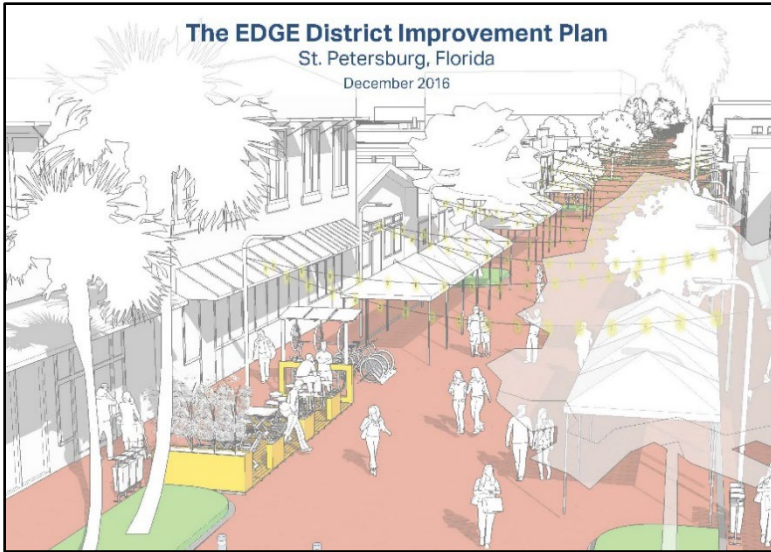 The EDGE District Improvement Plan
St. Petersburg, Florida
December 2016